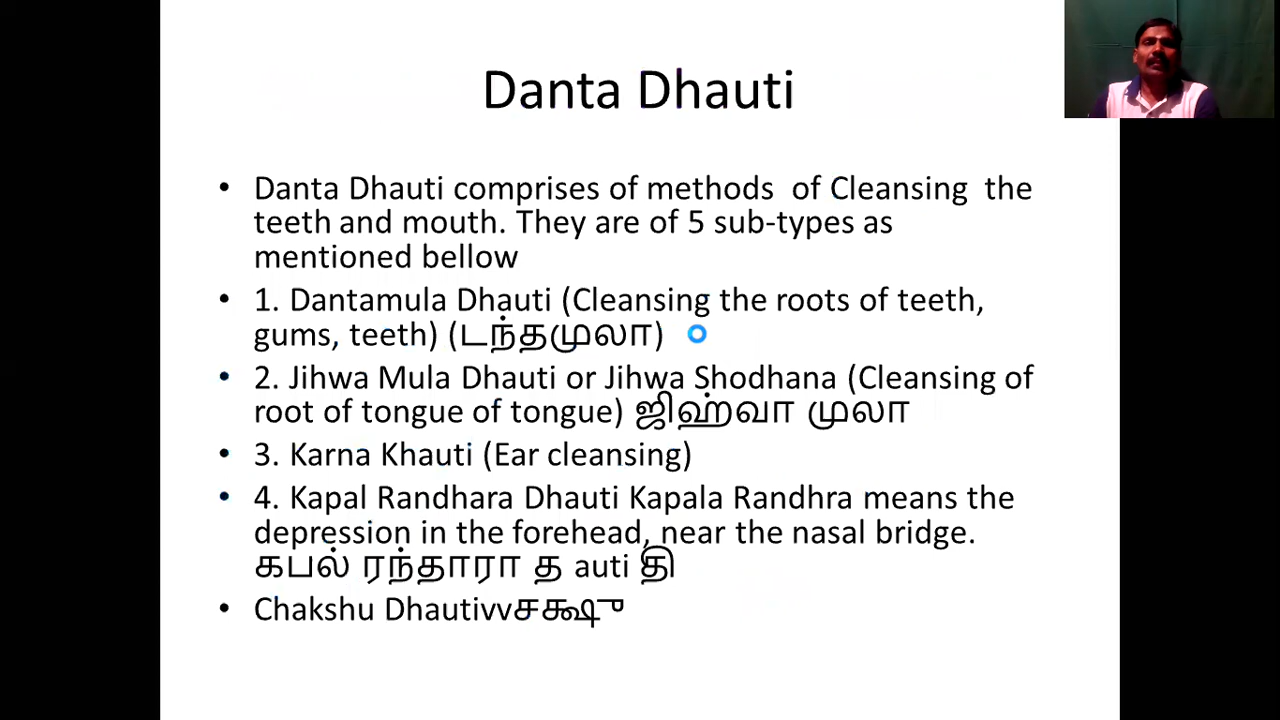 Danta Dhauti
• Danta Dhauti comprises of methods of Cleansing the
teeth and mouth. They are of 5 sub-types as
mentioned bellow
• 1. Dantamula Dhauti (Cleansing the roots of teeth,
gums, teeth) (டந்தமுலா)
• 2. Jihwa Mula Dhauti or Jihwa Shodhana (Cleansing of
root of tongue of tongue) ஜிஹ்வா முலா
• 3. Karna Khauti (Ear cleansing)
• 4. Kapal Randhara Dhauti Kapala Randhra means the
depression in the forehead, near the nasal bridge.
கபல் ரந்தாரா த auti தி
• Chakshu Dhautivvசக்ஷு